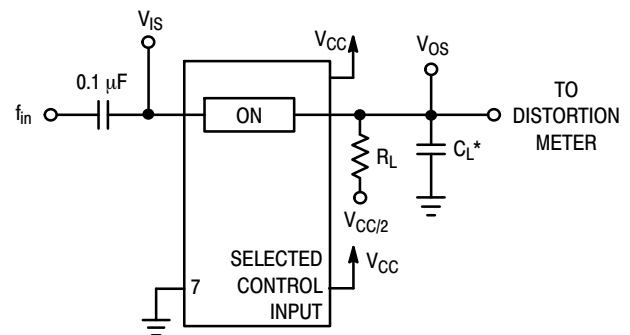 V_IS
V_CC
V_OS
0.1 μF
TO
DISTORTION
METER
f_in
ON
R_L
C_L*
V_CC/2
SELECTED
CONTROL
INPUT
V_CC
7